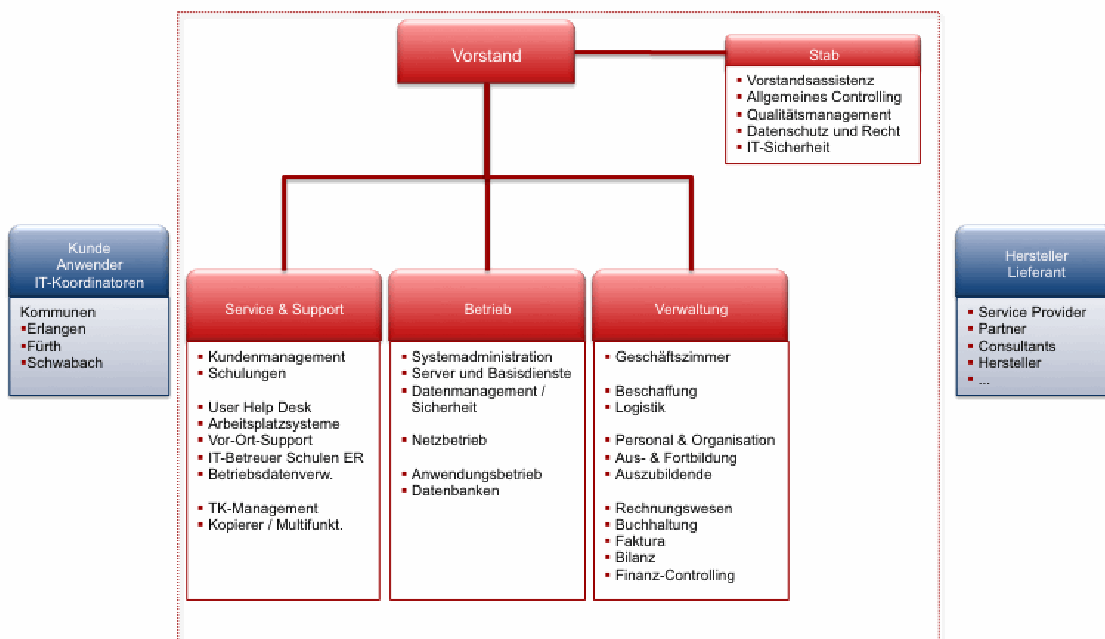 Vorstand
Stab
▪ Vorstandsassistenz
▪ Allgemeines Controlling
▪ Qualitätsmanagement
▪ Datenschutz und Recht
▪ IT-Sicherheit
Kunde
Anwender
IT-Koordinatoren
Kommunen
▪Erlangen
▪Fürth
▪Schwabach
Service & Support
▪ Kundenmanagement
▪ Schulungen
▪ User Help Desk
▪ Arbeitsplatzsysteme
▪ Vor-Ort-Support
▪ IT-Betreuer Schulen ER
▪ Betriebsdatenverw.
▪ TK-Management
▪ Kopierer / Multifunkt.
Betrieb
▪ Systemadministration
▪ Server und Basisdienste
▪ Datenmanagement /
Sicherheit
▪ Netzbetrieb
▪ Anwendungsbetrieb
▪ Datenbanken
Verwaltung
▪ Geschäftszimmer
▪ Beschaffung
▪ Logistik
▪ Personal & Organisation
▪ Aus- & Fortbildung
▪ Auszubildende
▪ Rechnungswesen
▪ Buchhaltung
▪ Faktura
▪ Bilanz
▪ Finanz-Controlling
Hersteller
Lieferant
▪ Service Provider
▪ Partner
▪ Consultants
▪ Hersteller
▪ ...